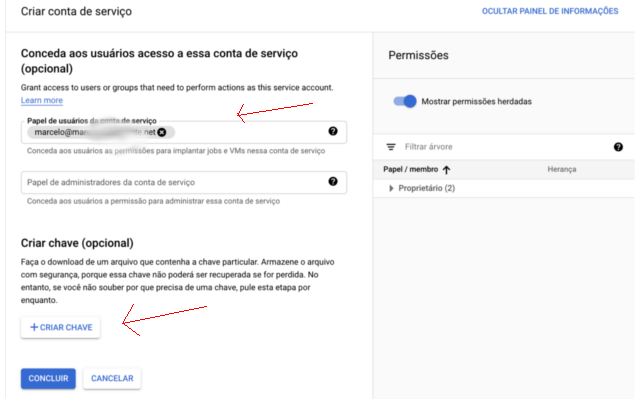 Criar conta de serviço
OCULTAR PAINEL DE INFORMAÇÕES
Conceda aos usuários acesso a essa conta de serviço
(opcional)
Grant access to users or groups that need to perform actions as this service account.
Learn more
Papel de usuários da conta de serviço
marcelo@
.net
Conceda aos usuários as permissões para implantar jobs e VMs nessa conta de serviço
Papel de administradores da conta de serviço
Conceda aos usuários a permissão para administrar essa conta de serviço
Criar chave (opcional)
Faça o download de um arquivo que contenha a chave particular. Armazene o arquivo
com segurança, porque essa chave não poderá ser recuperada se for perdida. No
entanto, se você não souber por que precisa de uma chave, pule esta etapa por
enquanto.
+ CRIAR CHAVE
CONCLUIR
CANCELAR
Permissões
Mostrar permissões herdadas
Filtrar árvore
Papel / membro
Herança
Proprietário (2)